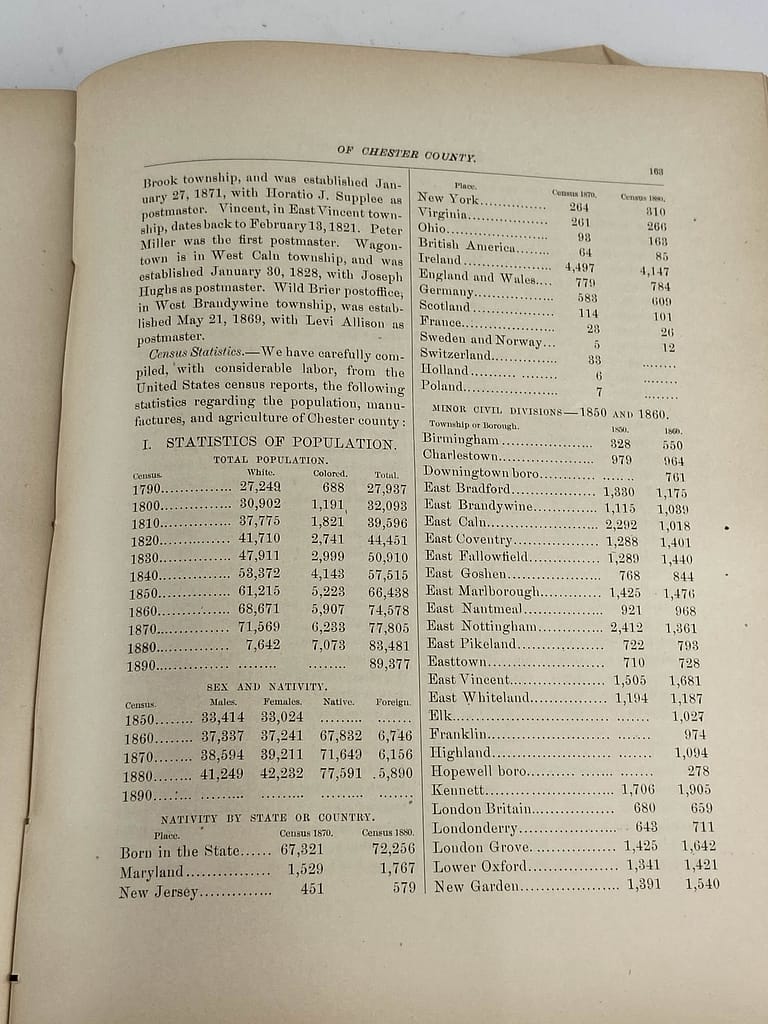 OF CHESTER COUNTY.
163
Brook township, and was established Jan-
uary 27, 1871, with Horatio J. Supplee as
postmaster. Vincent, in East Vincent town-
ship, dates back to February 13, 1821. Peter
Miller was the first postmaster. Wagon-
town is in West Caln township, and was
established January 30, 1828, with Joseph
Hughs as postmaster. Wild Brier postoffice,
in West Brandywine township, was estab-
lished May 21, 1869, with Levi Allison as
postmaster.
Census Statistics.—We have carefully com-
piled, with considerable labor, from the
United States census reports, the following
statistics regarding the population, manu-
factures, and agriculture of Chester county:
I. STATISTICS OF POPULATION.
TOTAL POPULATION.
Census. White. Colored. Total.
1790............... 27,249 688 27,937
1800............... 30,902 1,191 32,093
1810............... 37,775 1,821 39,596
1820............... 41,710 2,741 44,451
1830............... 47,911 2,999 50,910
1840............... 53,372 4,143 57,515
1850............... 61,215 5,223 66,438
1860............... 68,671 5,907 74,578
1870............... 71,569 6,233 77,805
1880............... 7,642 7,073 83,481
1890............... ......... ........ 89,377
SEX AND NATIVITY.
Census. Males. Females. Native. Foreign.
1850........ 33,414 33,024 ......... .......
1860........ 37,337 37,241 67,832 6,746
1870........ 38,594 39,211 71,649 6,156
1880........ 41,249 42,232 77,591 5,890
1890........ ......... ......... ......... ........
NATIVITY BY STATE OR COUNTRY.
Place. Census 1870. Census 1880.
Born in the State...... 67,321 72,256
Maryland................ 1,529 1,767
New Jersey.............. 451 579
Place. Census 1870. Census 1880.
New York............... 264 310
Virginia.................. 261 266
Ohio....................... 93 163
British America........ 64 85
Ireland................... 4,497 4,147
England and Wales.... 779 784
Germany................. 583 609
Scotland................. 114 101
France.................... 23 26
Sweden and Norway... 5 12
Switzerland.............. 33 ........
Holland................... 6 ........
Poland.................... 7 ........
MINOR CIVIL DIVISIONS—1850 AND 1860.
Township or Borough. 1850. 1860.
Birmingham.................... 328 550
Charlestown.................... 979 964
Downingtown boro........... ........ 761
East Bradford.................. 1,330 1,175
East Brandywine.............. 1,115 1,039
East Caln........................ 2,292 1,018
East Coventry.................. 1,288 1,401
East Fallowfield............... 1,289 1,440
East Goshen.................... 768 844
East Marlborough............. 1,425 1,476
East Nantmeal................. 921 968
East Nottingham.............. 2,412 1,361
East Pikeland.................. 722 793
Easttown........................ 710 728
East Vincent.................... 1,505 1,681
East Whiteland................ 1,194 1,187
Elk................................ ....... 1,027
Franklin......................... ....... 974
Highland........................ ....... 1,094
Hopewell boro................. ....... 278
Kennett.......................... 1,706 1,905
London Britain................ 680 659
Londonderry................... 643 711
London Grove.................. 1,425 1,642
Lower Oxford.................. 1,341 1,421
New Garden.................... 1,391 1,540